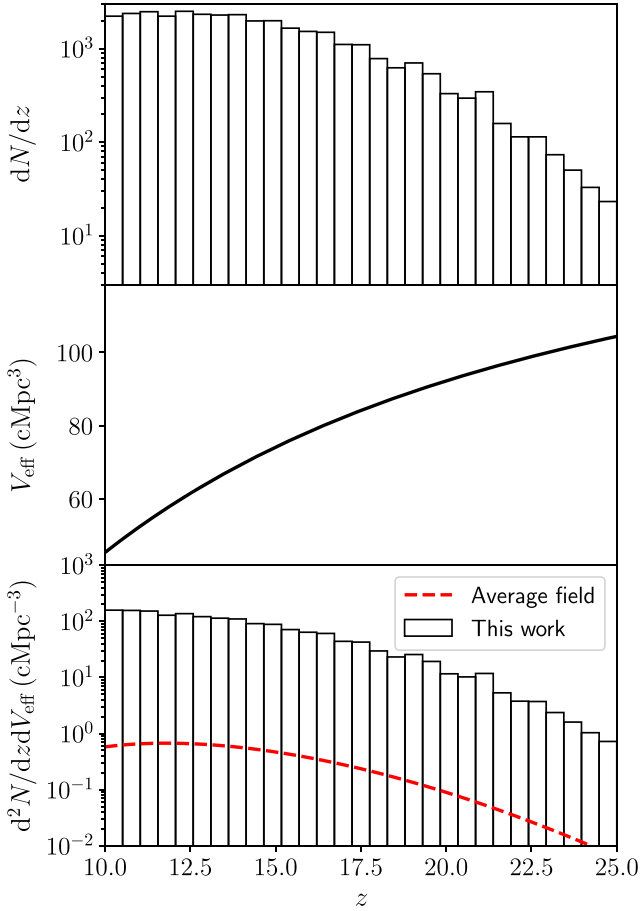 10³
10²
10¹
dN/dz
100
80
60
V_eff (cMpc³)
10³
10²
10¹
10⁰
10⁻¹
10⁻²
d²N/dzdV_eff (cMpc⁻³)
Average field
This work
10.0 12.5 15.0 17.5 20.0 22.5 25.0
z